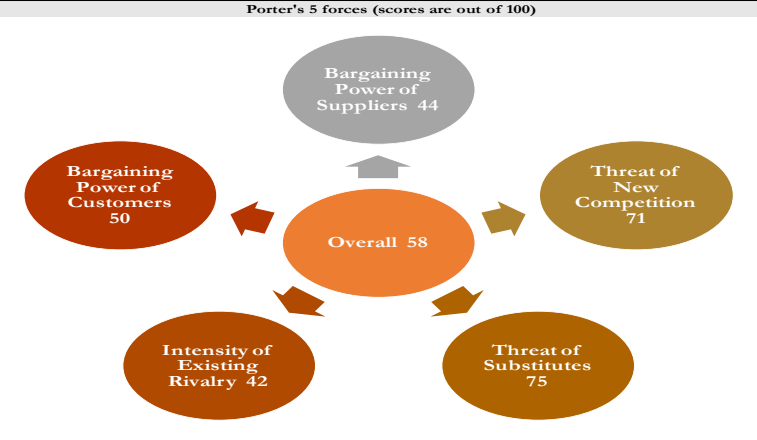 Porter's 5 forces (scores are out of 100)
Bargaining
Power of
Suppliers 44
Bargaining
Power of
Customers
50
Threat of
New
Competition
71
Overall 58
Intensity of
Existing
Rivalry 42
Threat of
Substitutes
75